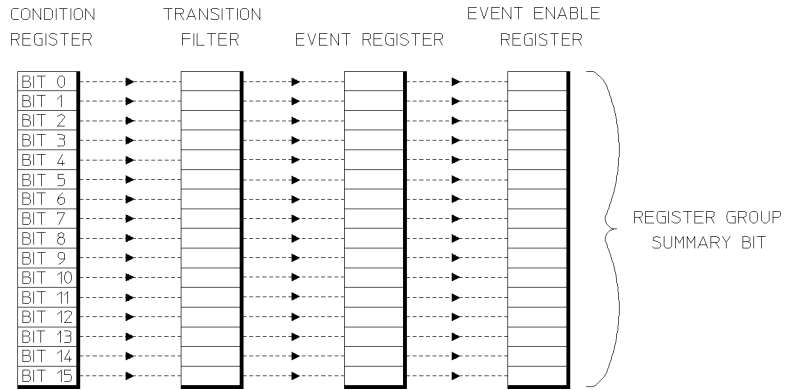 CONDITION
REGISTER
TRANSITION
FILTER
EVENT REGISTER
EVENT ENABLE
REGISTER
BIT 0
BIT 1
BIT 2
BIT 3
BIT 4
BIT 5
BIT 6
BIT 7
BIT 8
BIT 9
BIT 10
BIT 11
BIT 12
BIT 13
BIT 14
BIT 15
REGISTER GROUP
SUMMARY BIT